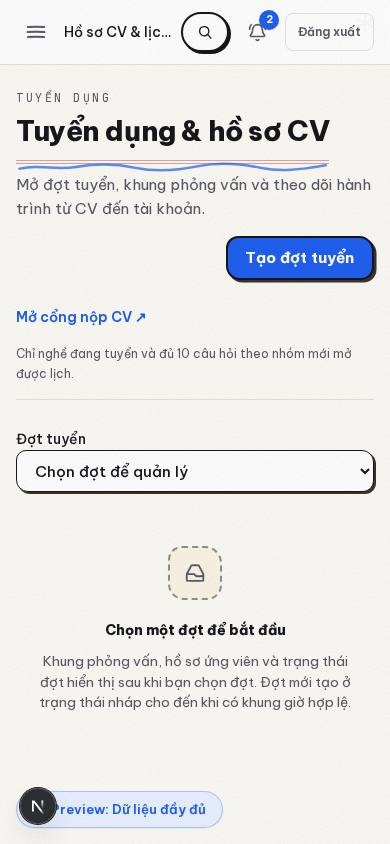 Hồ sơ CV & lịc...
2
Đăng xuất
TUYỂN DỤNG
Tuyển dụng & hồ sơ CV
Mở đợt tuyển, khung phỏng vấn và theo dõi hành
trình từ CV đến tài khoản.
Tạo đợt tuyển
Mở cổng nộp CV ↗
Chỉ nghề đang tuyển và đủ 10 câu hỏi theo nhóm mới mở
được lịch.
Đợt tuyển
Chọn đợt để quản lý
Chọn một đợt để bắt đầu
Khung phỏng vấn, hồ sơ ứng viên và trạng thái
đợt hiển thị sau khi bạn chọn đợt. Đợt mới tạo ở
trạng thái nháp cho đến khi có khung giờ hợp lệ.
N
Preview: Dữ liệu đầy đủ